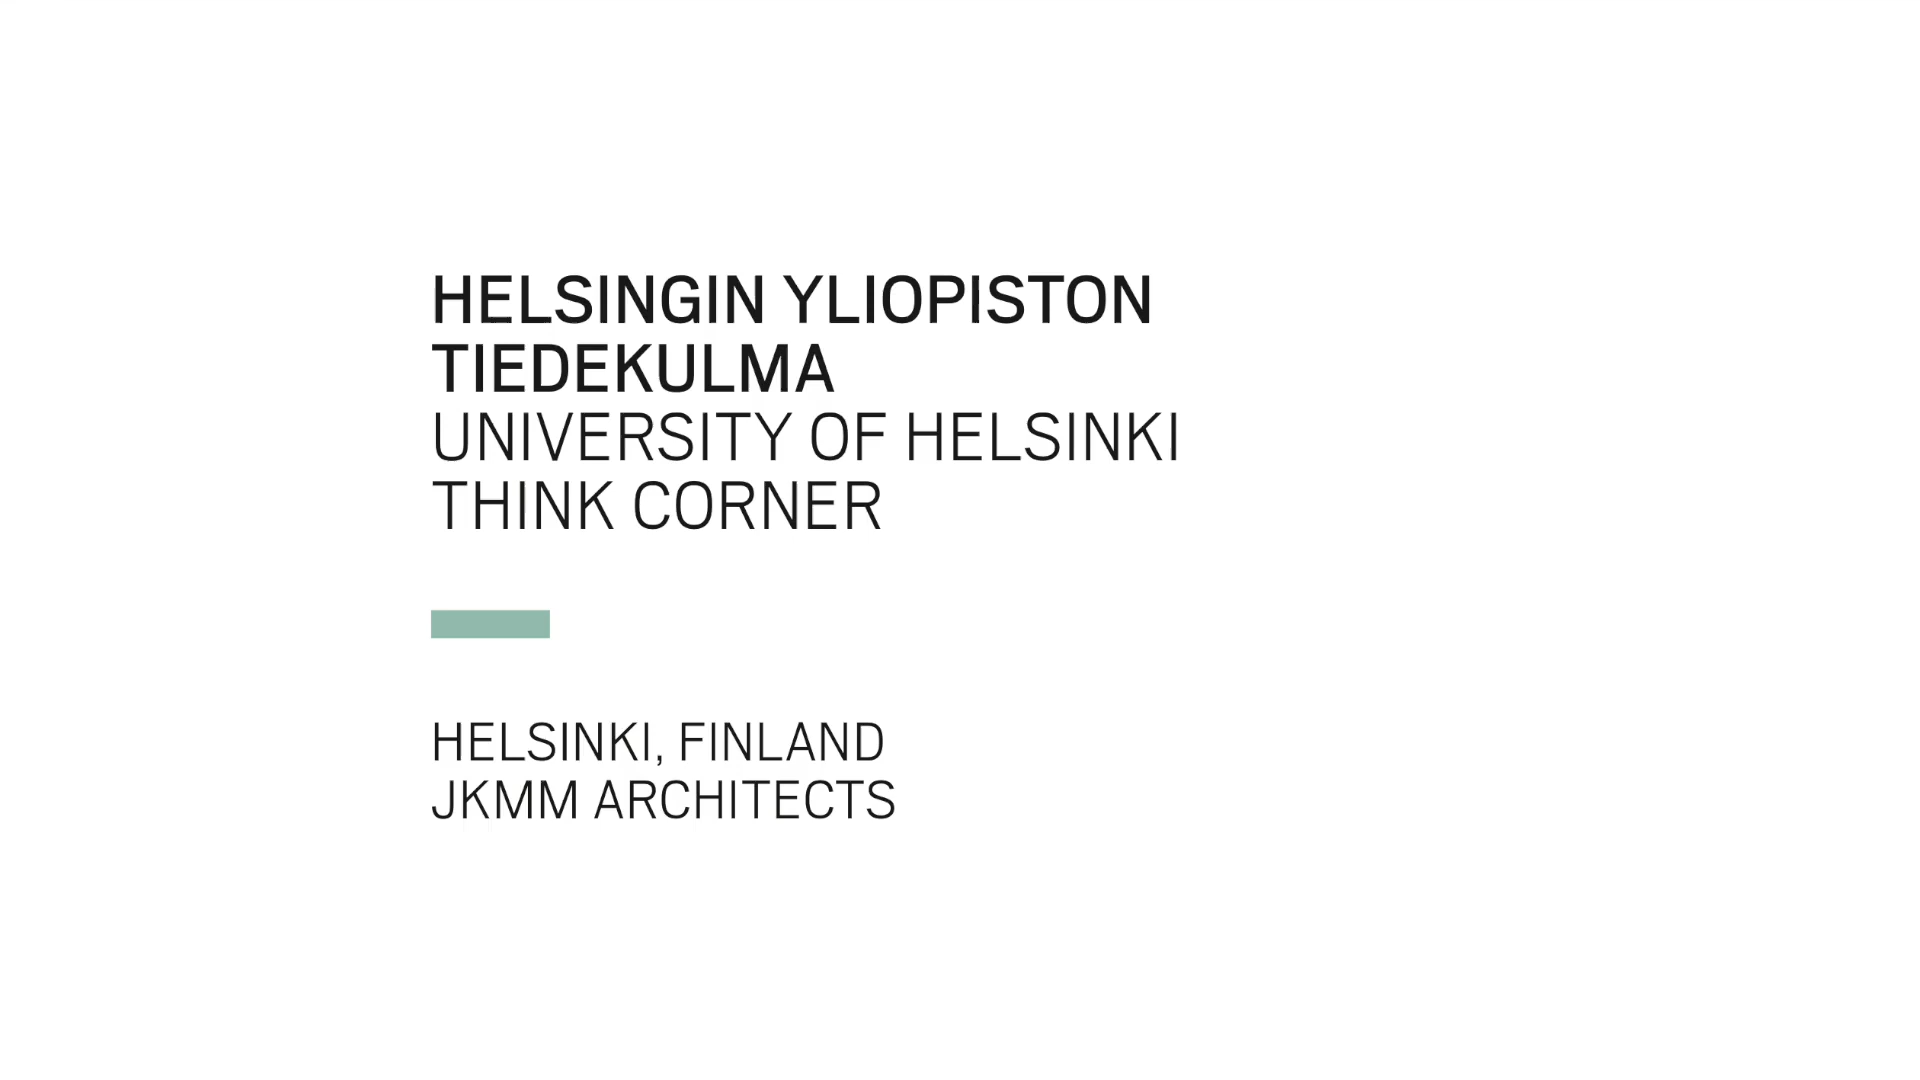 HELSINGIN YLIOPISTON
TIEDEKULMA
UNIVERSITY OF HELSINKI
THINK CORNER
HELSINKI, FINLAND
JKMM ARCHITECTS